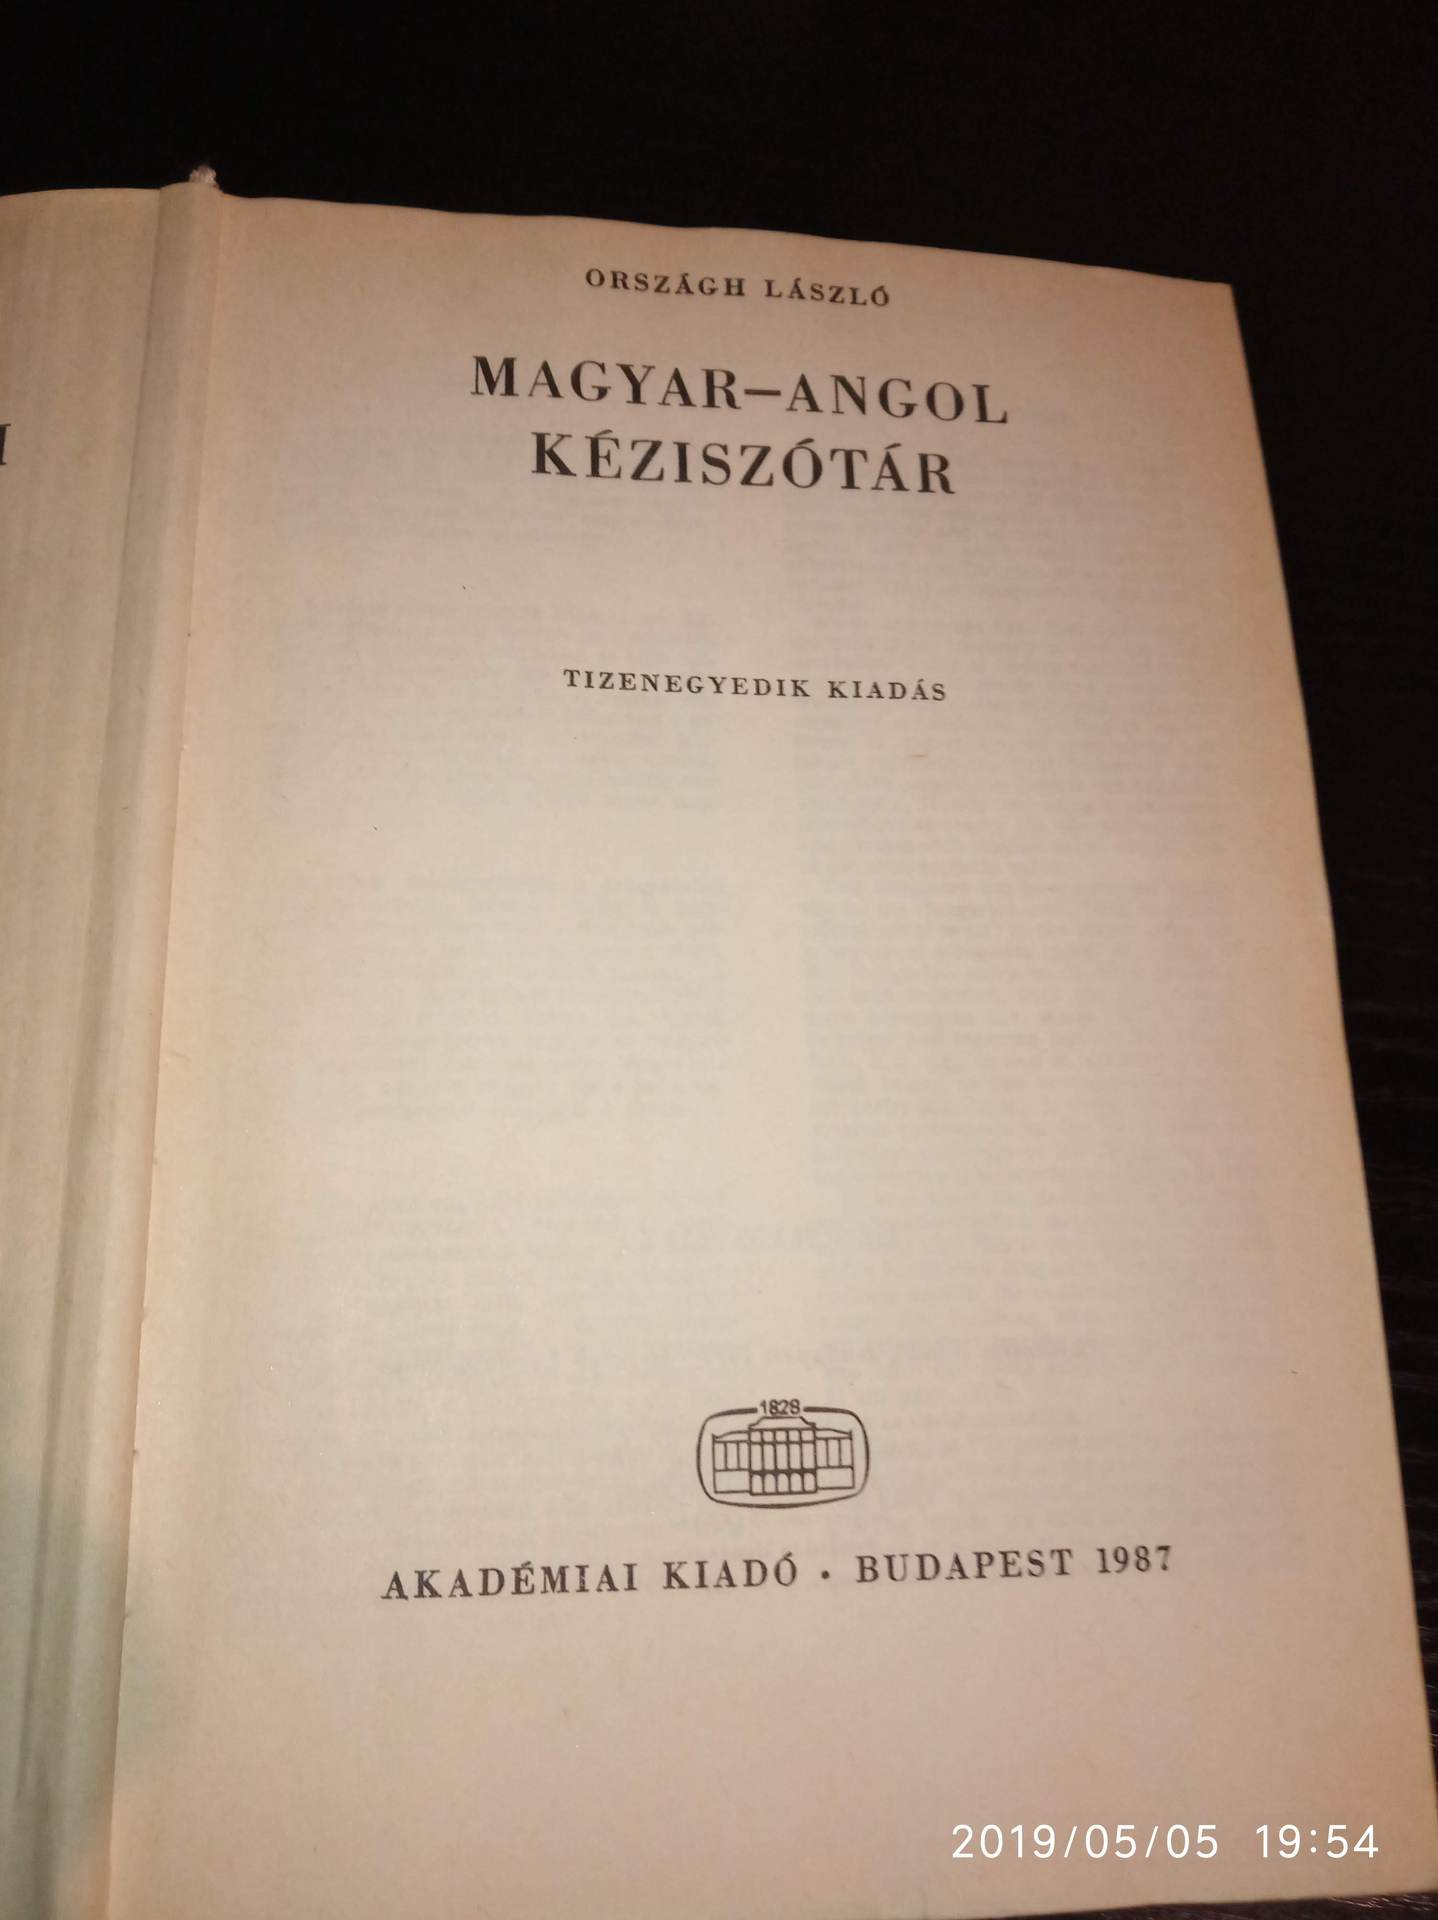 ORSZÁGH LÁSZLÓ
MAGYAR–ANGOL
KÉZISZÓTÁR
TIZENEGYEDIK KIADÁS
1828
AKADÉMIAI KIADÓ · BUDAPEST 1987
2019/05/05 19:54